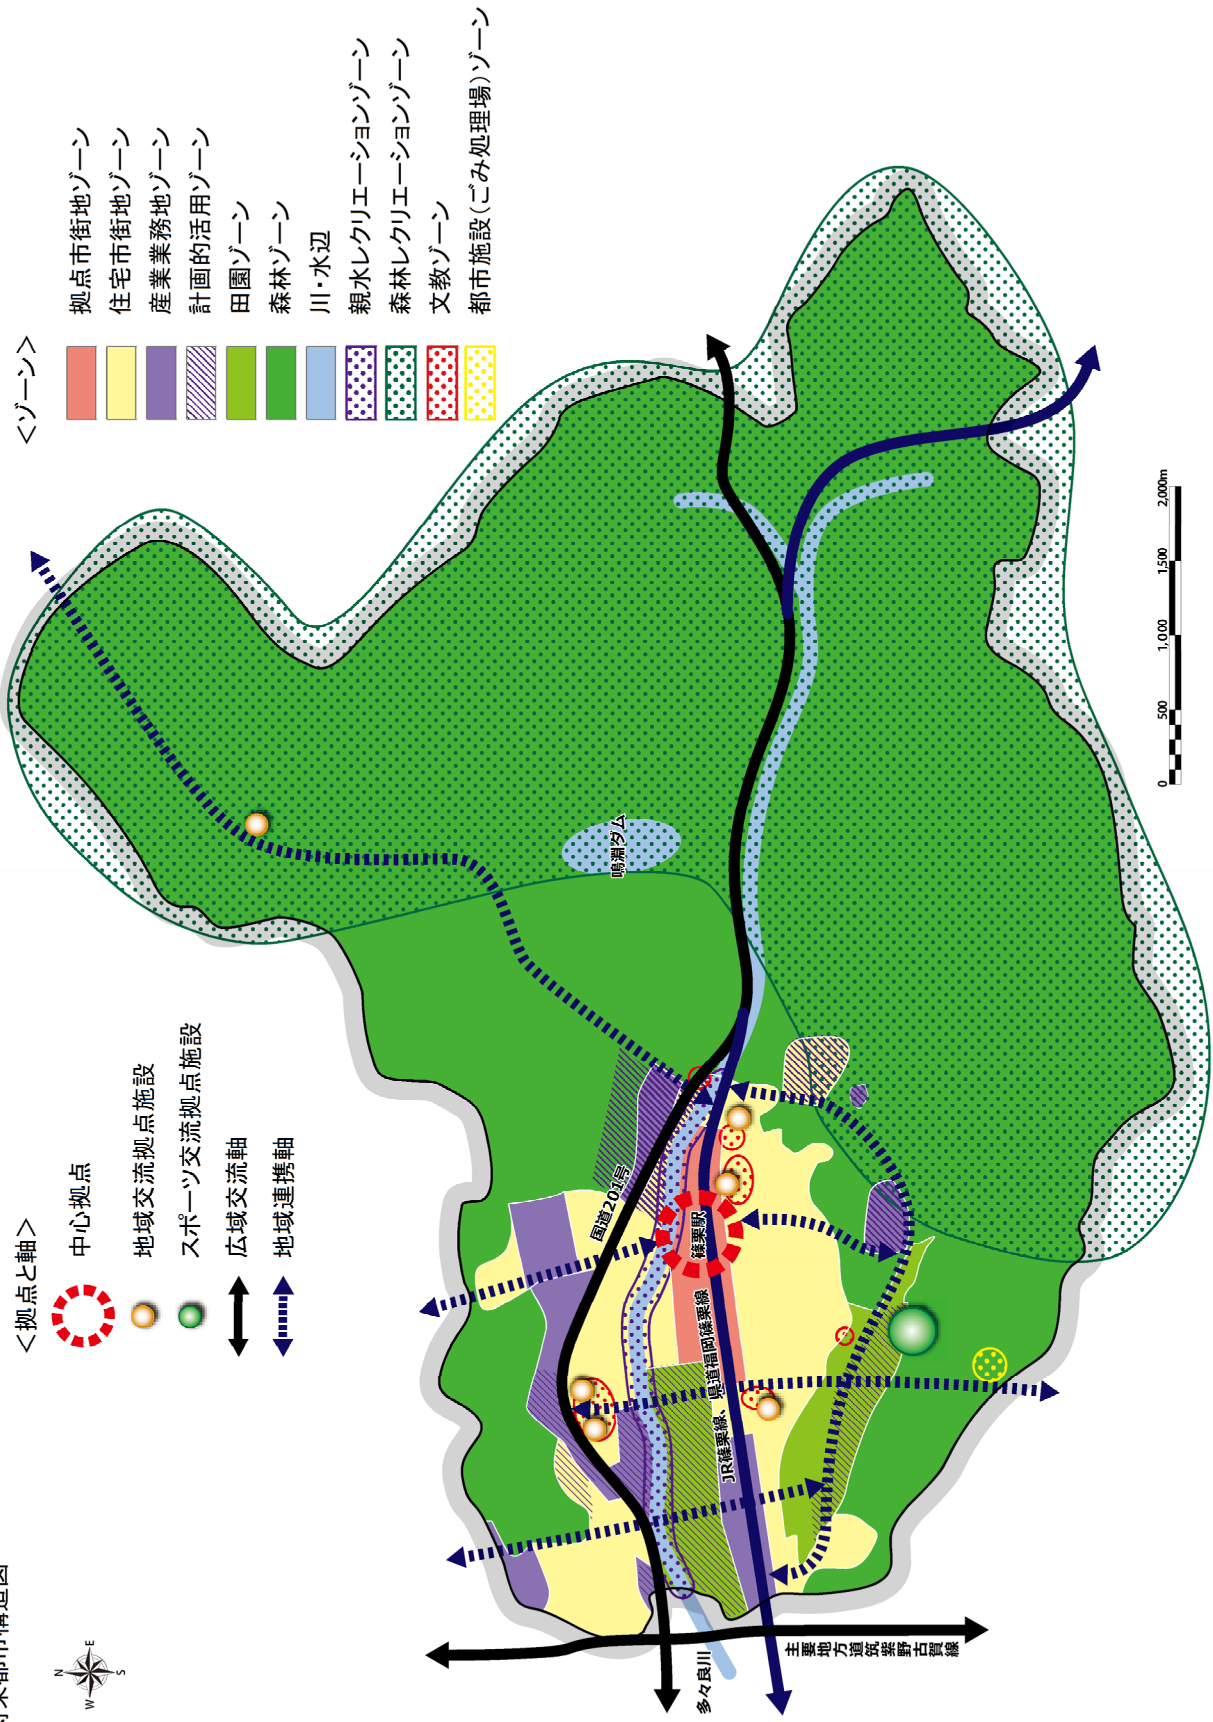 <拠点と軸>
中心拠点
地域交流拠点施設
スポーツ交流拠点施設
広域交流軸
地域連携軸
<ゾーン>
拠点市街地ゾーン
住宅市街地ゾーン
産業業務地ゾーン
計画的活用ゾーン
田園ゾーン
森林ゾーン
川・水辺
親水レクリエーションゾーン
森林レクリエーションゾーン
文教ゾーン
都市施設(ごみ処理場)ゾーン
N
E
S
W
国道201号
鳴淵ダム
篠栗駅
JR篠栗線、県道福岡篠栗線
多々良川
主要地方道筑紫野古賀線
0 500 1,000 1,500 2,000m